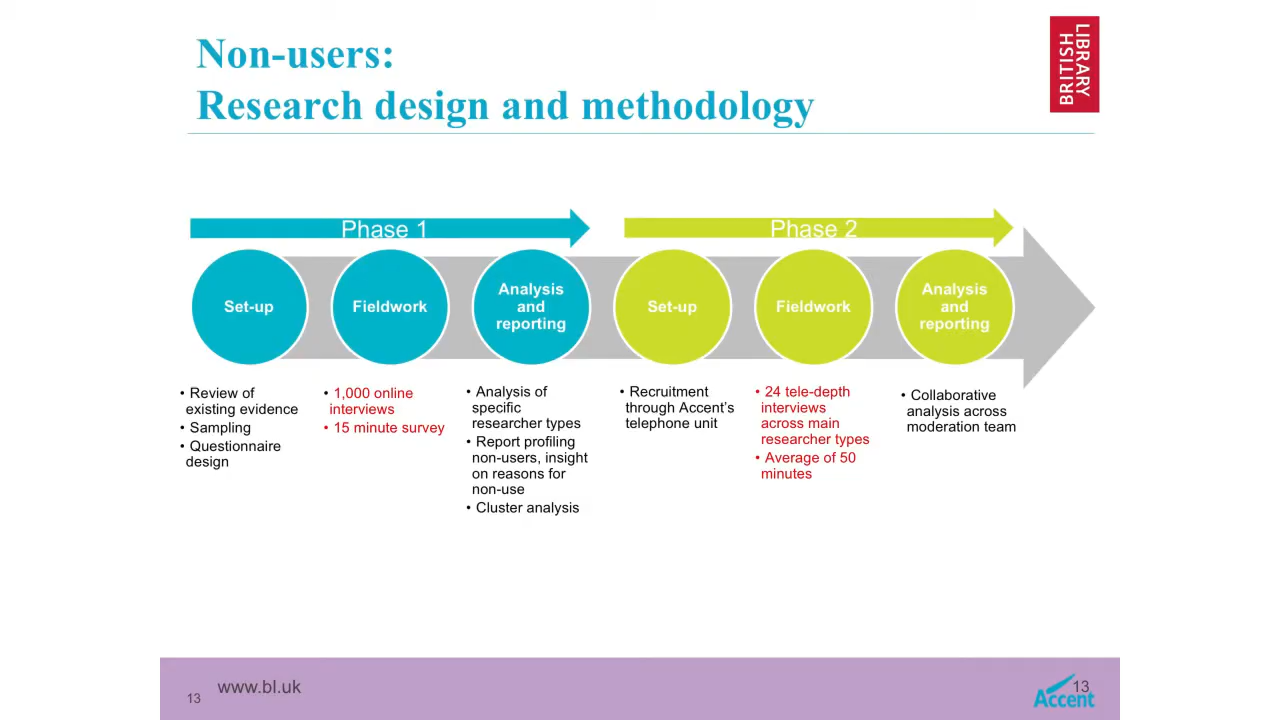 Non-users:
Research design and methodology
LIBRARY
BRITISH
Phase 1
Phase 2
Set-up
Fieldwork
Analysis
and
reporting
Set-up
Fieldwork
Analysis
and
reporting
• Review of
existing evidence
• Sampling
• Questionnaire
design
• 1,000 online
interviews
• 15 minute survey
• Analysis of
specific
researcher types
• Report profiling
non-users, insight
on reasons for
non-use
• Cluster analysis
• Recruitment
through Accent’s
telephone unit
• 24 tele-depth
interviews
across main
researcher types
• Average of 50
minutes
• Collaborative
analysis across
moderation team
13
www.bl.uk
13
Accent